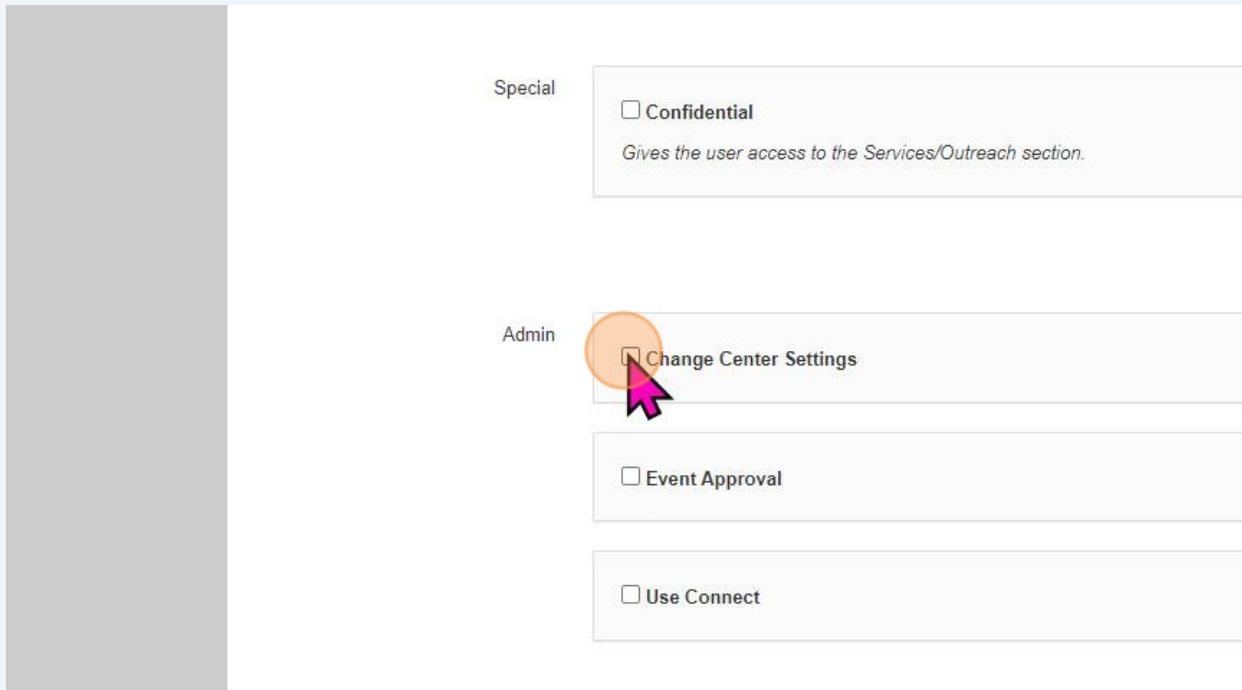 Special
Confidential
Gives the user access to the Services/Outreach section.
Admin
Change Center Settings
Event Approval
Use Connect